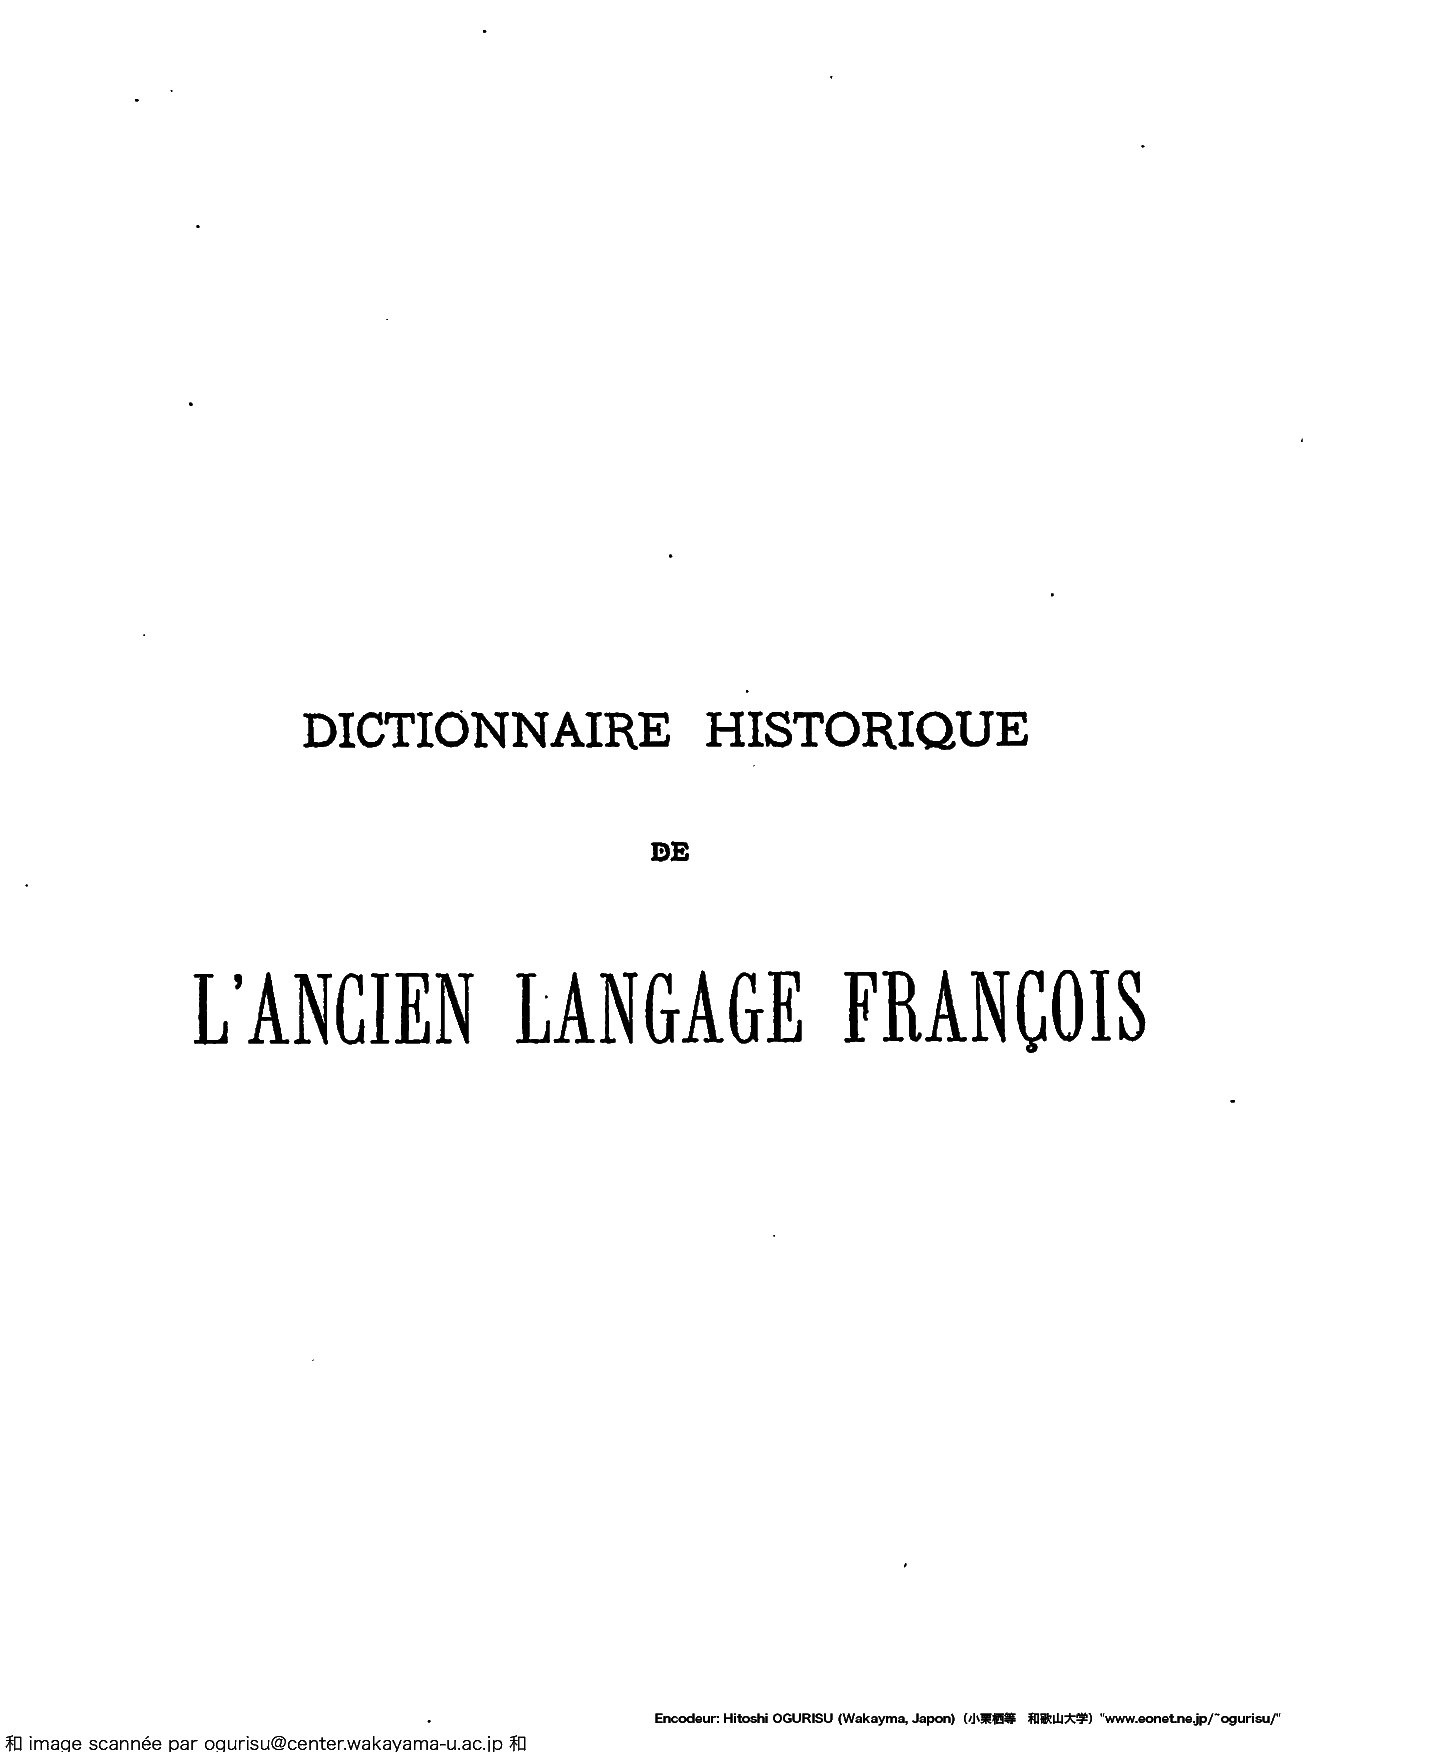 DICTIONNAIRE HISTORIQUE
DE
L'ANCIEN LANGAGE FRANÇOIS
Encodeur: Hitoshi OGURISU (Wakayma, Japon) (小栗栖等　和歌山大学) "www.eonet.ne.jp/~ogurisu/"
和 image scannée par ogurisu@center.wakayama-u.ac.jp 和